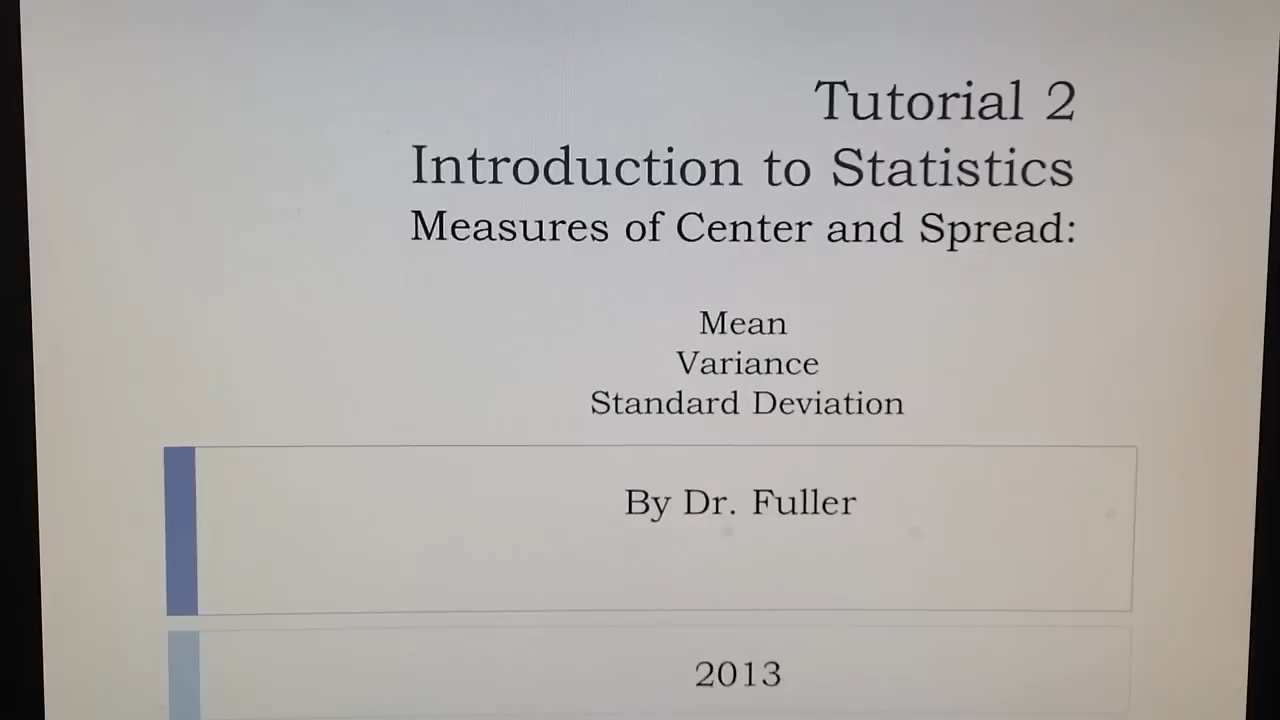 Tutorial 2
Introduction to Statistics
Measures of Center and Spread:
Mean
Variance
Standard Deviation
By Dr. Fuller
2013